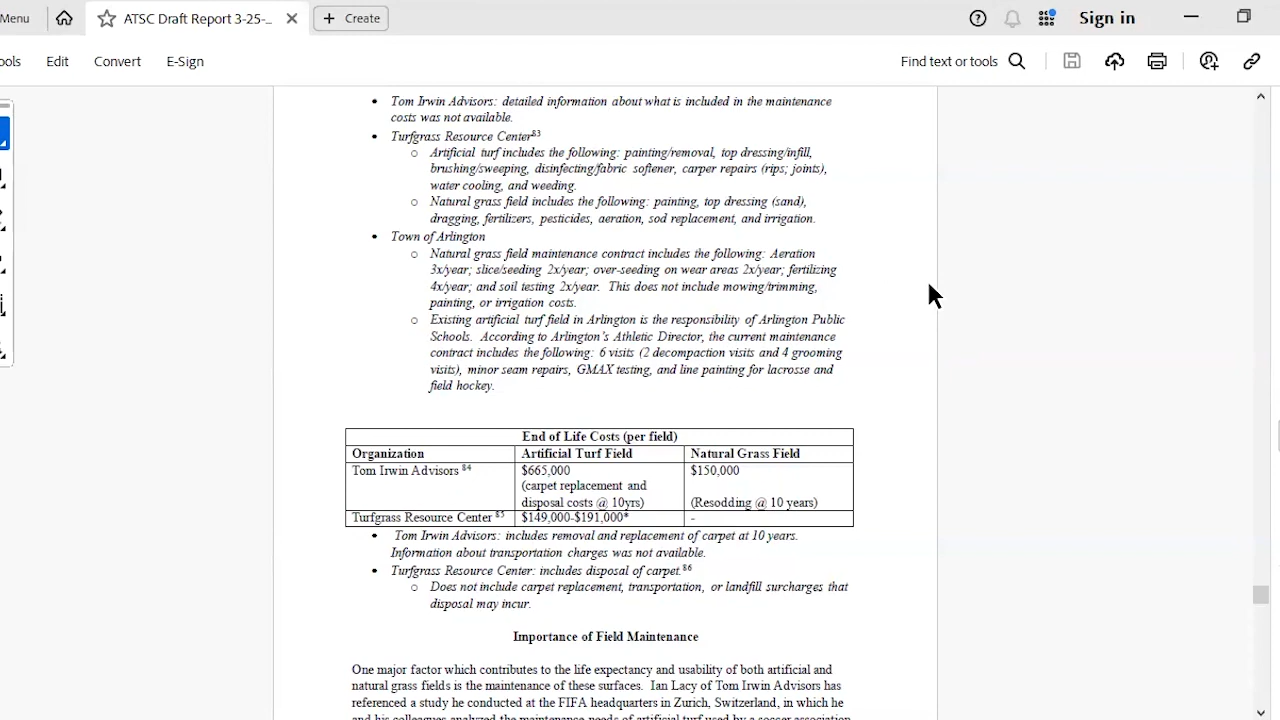 Menu
ATSC Draft Report 3-25-...
Create
Sign in
ools
Edit
Convert
E-Sign
Find text or tools
• Tom Irwin Advisors: detailed information about what is included in the maintenance
costs was not available.
• Turfgrass Resource Center83
o Artificial turf includes the following: painting/removal, top dressing/infill,
brushing/sweeping, disinfecting/fabric softener, carper repairs (rips; joints),
water cooling, and weeding.
o Natural grass field includes the following: painting, top dressing (sand),
dragging, fertilizers, pesticides, aeration, sod replacement, and irrigation.
• Town of Arlington
o Natural grass field maintenance contract includes the following: Aeration
3x/year; slice/seeding 2x/year; over-seeding on wear areas 2x/year; fertilizing
4x/year; and soil testing 2x/year. This does not include mowing/trimming,
painting, or irrigation costs.
o Existing artificial turf field in Arlington is the responsibility of Arlington Public
Schools. According to Arlington's Athletic Director, the current maintenance
contract includes the following: 6 visits (2 decompaction visits and 4 grooming
visits), minor seam repairs, GMAX testing, and line painting for lacrosse and
field hockey.
End of Life Costs (per field)
Organization Artificial Turf Field Natural Grass Field
Tom Irwin Advisors 84 $665,000 $150,000
(carpet replacement and
disposal costs @ 10yrs) (Resodding @ 10 years)
Turfgrass Resource Center 85 $149,000-$191,000* -
• Tom Irwin Advisors: includes removal and replacement of carpet at 10 years.
Information about transportation charges was not available.
• Turfgrass Resource Center: includes disposal of carpet.86
o Does not include carpet replacement, transportation, or landfill surcharges that
disposal may incur.
Importance of Field Maintenance
One major factor which contributes to the life expectancy and usability of both artificial and
natural grass fields is the maintenance of these surfaces. Ian Lacy of Tom Irwin Advisors has
referenced a study he conducted at the FIFA headquarters in Zurich, Switzerland, in which he
and his colleagues analyzed the maintenance needs of artificial turf used by a soccer association